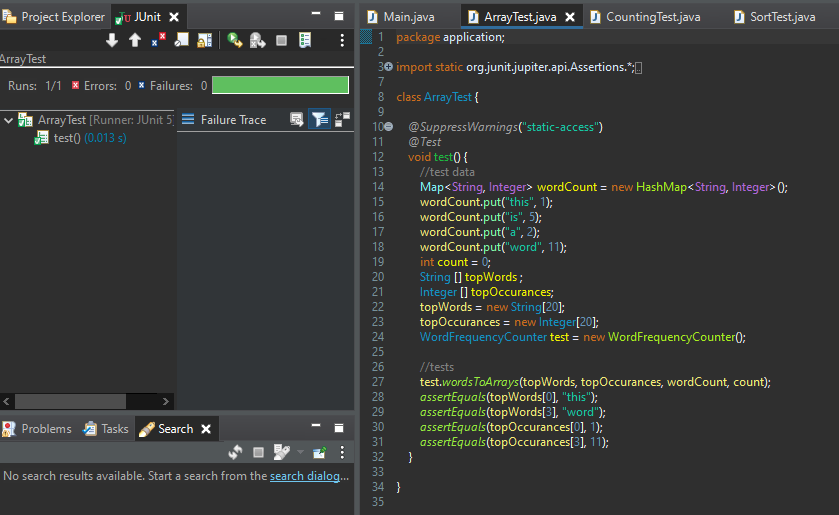 Project Explorer JUnit
ArrayTest
Runs: 1/1 Errors: 0 Failures: 0
ArrayTest [Runner: JUnit 5]
test() (0.013 s)
Failure Trace
Problems Tasks Search
No search results available. Start a search from the search dialog...
Main.java ArrayTest.java CountingTest.java SortTest.java
1 package application;
2
3 import static org.junit.jupiter.api.Assertions.*;
8 class ArrayTest {
9
10 @SuppressWarnings("static-access")
11 @Test
12 void test() {
13 //test data
14 Map<String, Integer> wordCount = new HashMap<String, Integer>();
15 wordCount.put("this", 1);
16 wordCount.put("is", 5);
17 wordCount.put("a", 2);
18 wordCount.put("word", 11);
19 int count = 0;
20 String [] topWords ;
21 Integer [] topOccurances;
22 topWords = new String[20];
23 topOccurances = new Integer[20];
24 WordFrequencyCounter test = new WordFrequencyCounter();
25
26 //tests
27 test.wordsToArrays(topWords, topOccurances, wordCount, count);
28 assertEquals(topWords[0], "this");
29 assertEquals(topWords[3], "word");
30 assertEquals(topOccurances[0], 1);
31 assertEquals(topOccurances[3], 11);
32 }
33
34 }
35